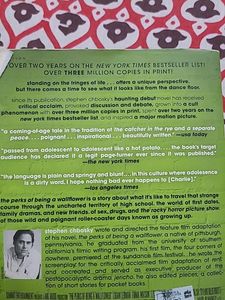 OVER TWO YEARS ON THE NEW YORK TIMES BESTSELLER LIST!
OVER THREE MILLION COPIES IN PRINT!
standing on the fringes of life . . . offers a unique perspective.
but there comes a time to see what it looks like from the dance floor.
since its publication, stephen chbosky's haunting debut novel has received
critical acclaim, provoked discussion and debate, grown into a cult
phenomenon with over three million copies in print, spent over two years on the
new york times bestseller list and inspired a major motion picture.
"a coming-of-age tale in the tradition of the catcher in the rye and a separate
peace . . . poignant . . . inspirational . . . beautifully written." —usa today
"passed from adolescent to adolescent like a hot potato. . . . the book's target
audience has declared it a legit page-turner ever since it was published."
—the new york times
"the language is plain and springy and blunt. . . . in this culture where adolescence
is a dirty word, I hope nothing bad ever happens to [Charlie]."
—los angeles times
the perks of being a wallflower is a story about what it's like to travel that strange
course through the uncharted territory of high school. the world of first dates,
family dramas, and new friends. of sex, drugs, and the rocky horror picture show.
of those wild and poignant roller-coaster days known as growing up.
stephen chbosky wrote and directed the feature film adaptation
of his novel, the perks of being a wallflower. a native of pittsburgh,
pennsylvania, he graduated from the university of southern
california's filmic writing program. his first film, the four corners of
nowhere, premiered at the sundance film festival. he wrote the
screenplay for the critically acclaimed film adaptation of rent
and cocreated and served as executive producer of the
postapocalyptic drama jericho. he also edited pieces, a collec-
tion of short stories for pocket books